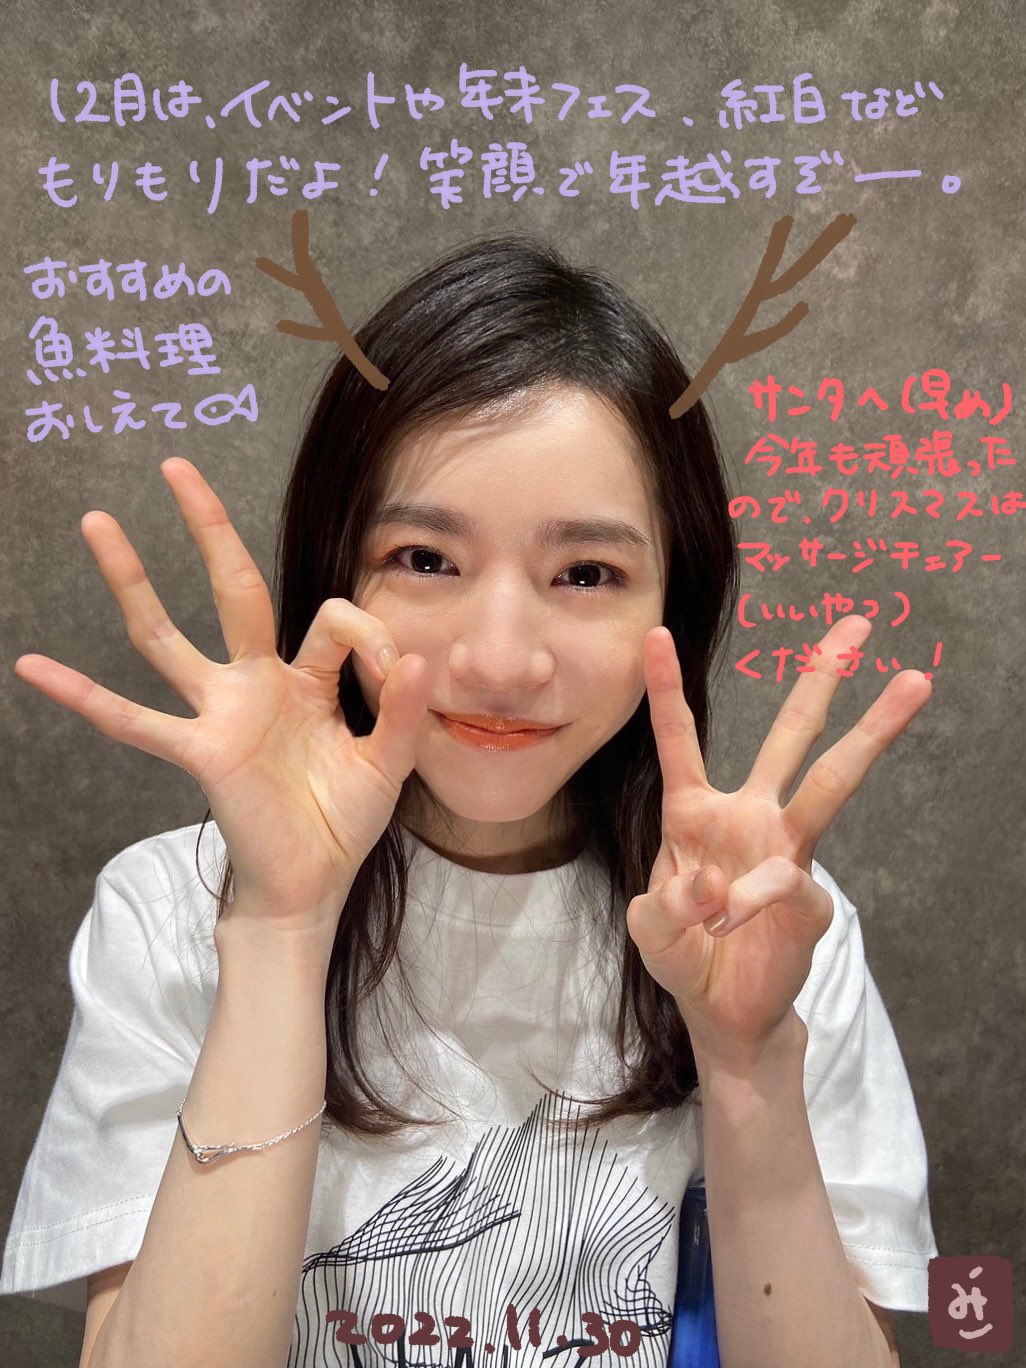 12月は、イベントや年末フェス、紅白など
もりもりだよ！笑顔で年越すぞー。
おすすめの
魚料理
おしえて
サンタへ(早め)
今年も頑張った
ので、クリスマスは
マッサージチェアー
(いいやつ)
ください！
2022.11.30
み